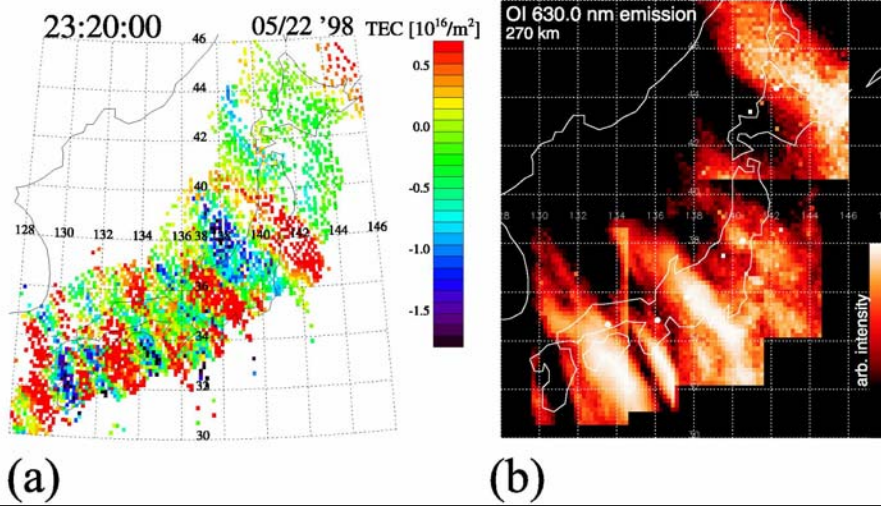 23:20:00
05/22 '98
TEC [10^16/m^2]
46
44
42
40
128 130 132 134 136 138 140 142 144 146
36
34
32
30
0.5
0.0
-0.5
-1.0
-1.5
(a)
OI 630.0 nm emission
270 km
130 132 134 136 138 140 142 144 146
arb. intensity
(b)